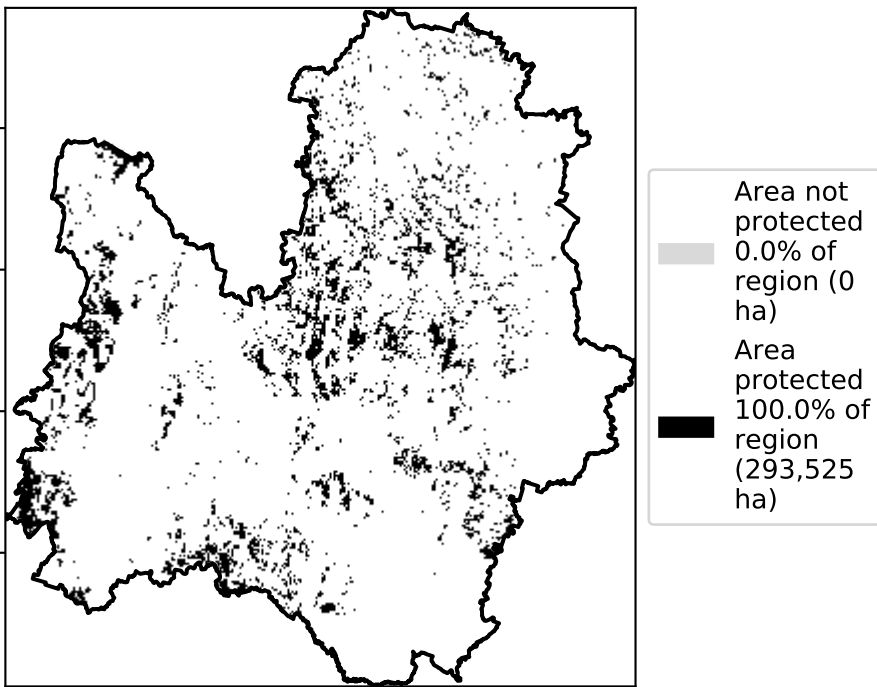 Area not
protected
0.0% of
region (0
ha)
Area
protected
100.0% of
region
(293,525
ha)